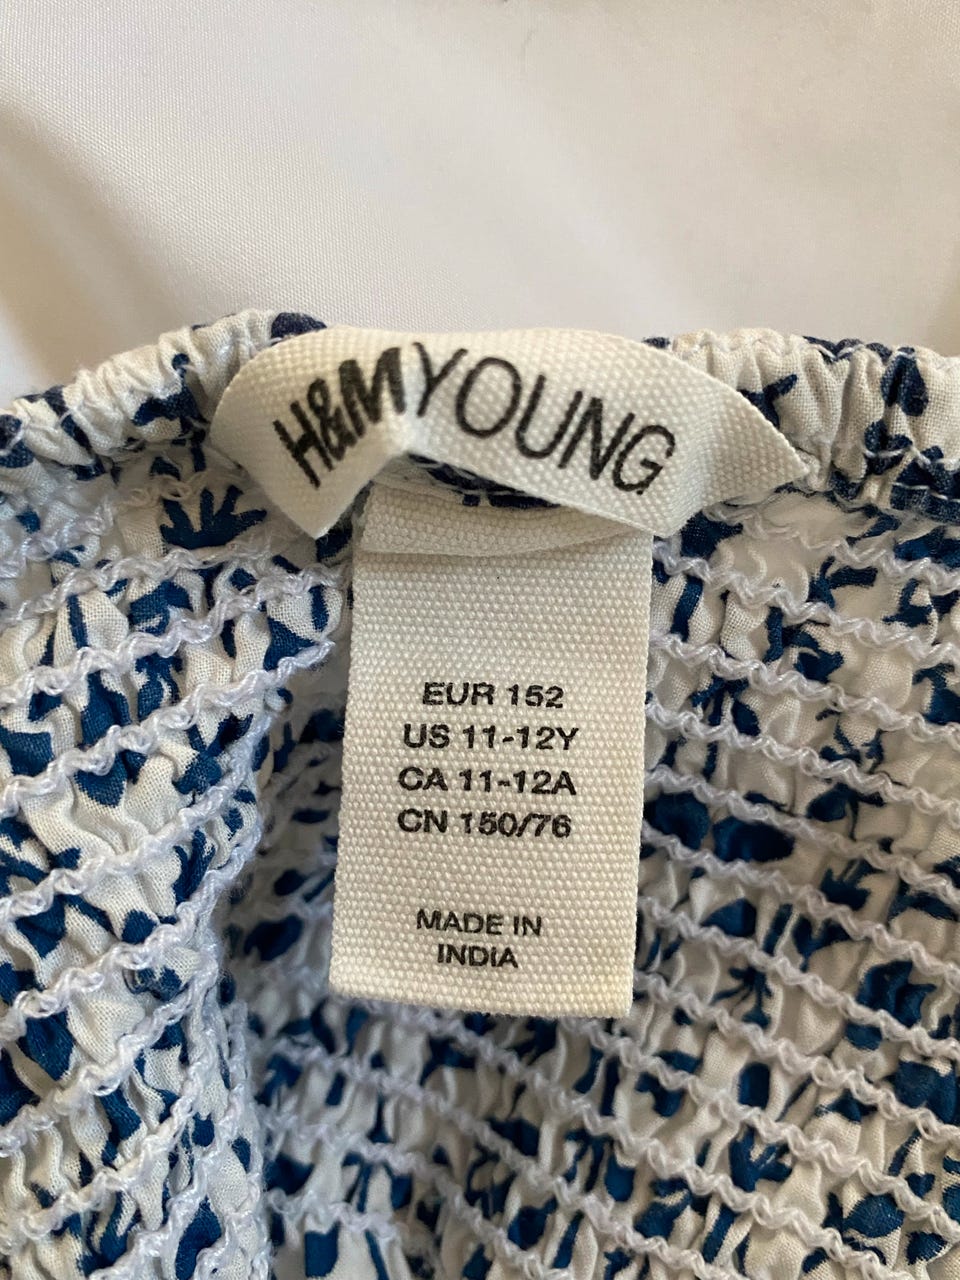 H&M YOUNG
EUR 152
US 11-12Y
CA 11-12A
CN 150/76
MADE IN
INDIA